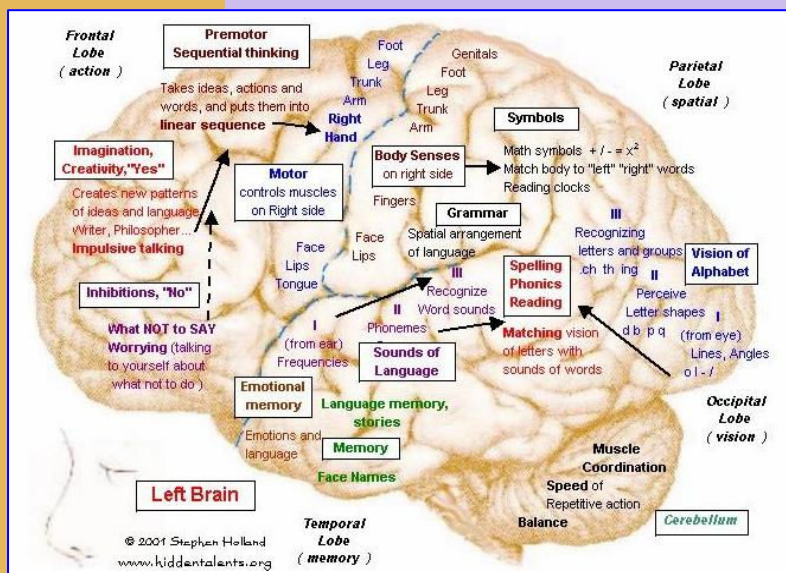 Frontal
Lobe
( action )
Premotor
Sequential thinking
Takes ideas, actions and
words, and puts them into
linear sequence
Foot
Leg
Trunk
Arm
Right
Hand
Genitals
Foot
Leg
Trunk
Arm
Parietal
Lobe
( spatial )
Symbols
Math symbols + / - = x²
Match body to "left" "right" words
Reading clocks
Imagination,
Creativity,"Yes"
Creates new patterns
of ideas and language
Writer, Philosopher...
Impulsive talking
Motor
controls muscles
on Right side
Body Senses
on right side
Fingers
Grammar
Spatial arrangement
of language
Face
Lips
Face
Lips
Tongue
III
Recognizing
letters and groups
.ch th ing
Vision of
Alphabet
II
Perceive
Letter shapes
d b p q
I
(from eye)
Lines, Angles
o l - /
Inhibitions, "No"
What NOT to SAY
Worrying (talking
to yourself about
what not to do )
III
Recognize
Word sounds
II
Phonemes
I
(from ear)
Frequencies
Sounds of
Language
Spelling
Phonics
Reading
Matching vision
of letters with
sounds of words
Emotional
memory
Emotions and
language
Language memory,
stories
Memory
Face Names
Occipital
Lobe
( vision )
Muscle
Coordination
Speed of
Repetitive action
Balance
Cerebellum
Left Brain
Temporal
Lobe
( memory )
© 2001 Stephen Holland
www.hiddentalents.org